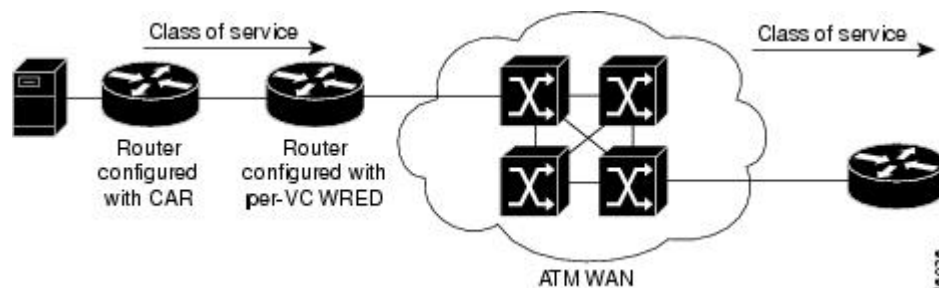 Class of service
Class of service
Router
configured
with CAR
Router
configured with
per-VC WRED
ATM WAN